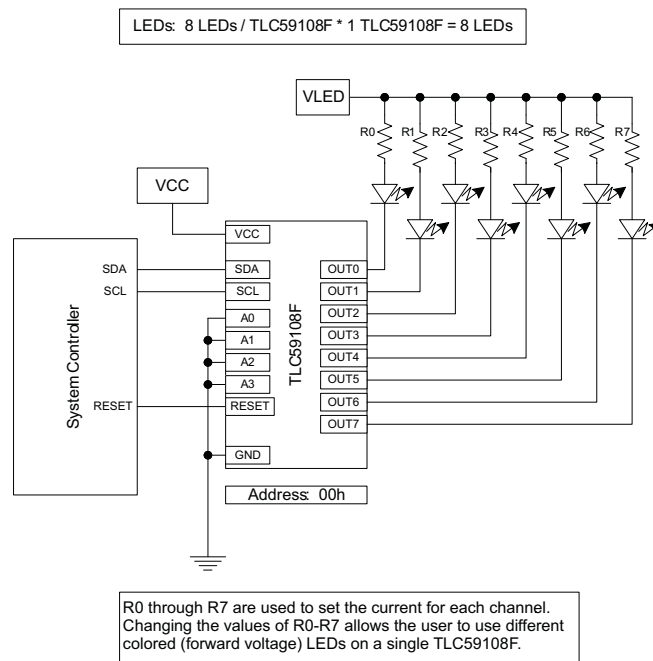 LEDs: 8 LEDs / TLC59108F * 1 TLC59108F = 8 LEDs
VLED
R0
R1
R2
R3
R4
R5
R6
R7
VCC
System Controller
SDA
SCL
RESET
TLC59108F
VCC
SDA
SCL
A0
A1
A2
A3
RESET
GND
OUT0
OUT1
OUT2
OUT3
OUT4
OUT5
OUT6
OUT7
Address: 00h
R0 through R7 are used to set the current for each channel.
Changing the values of R0-R7 allows the user to use different
colored (forward voltage) LEDs on a single TLC59108F.